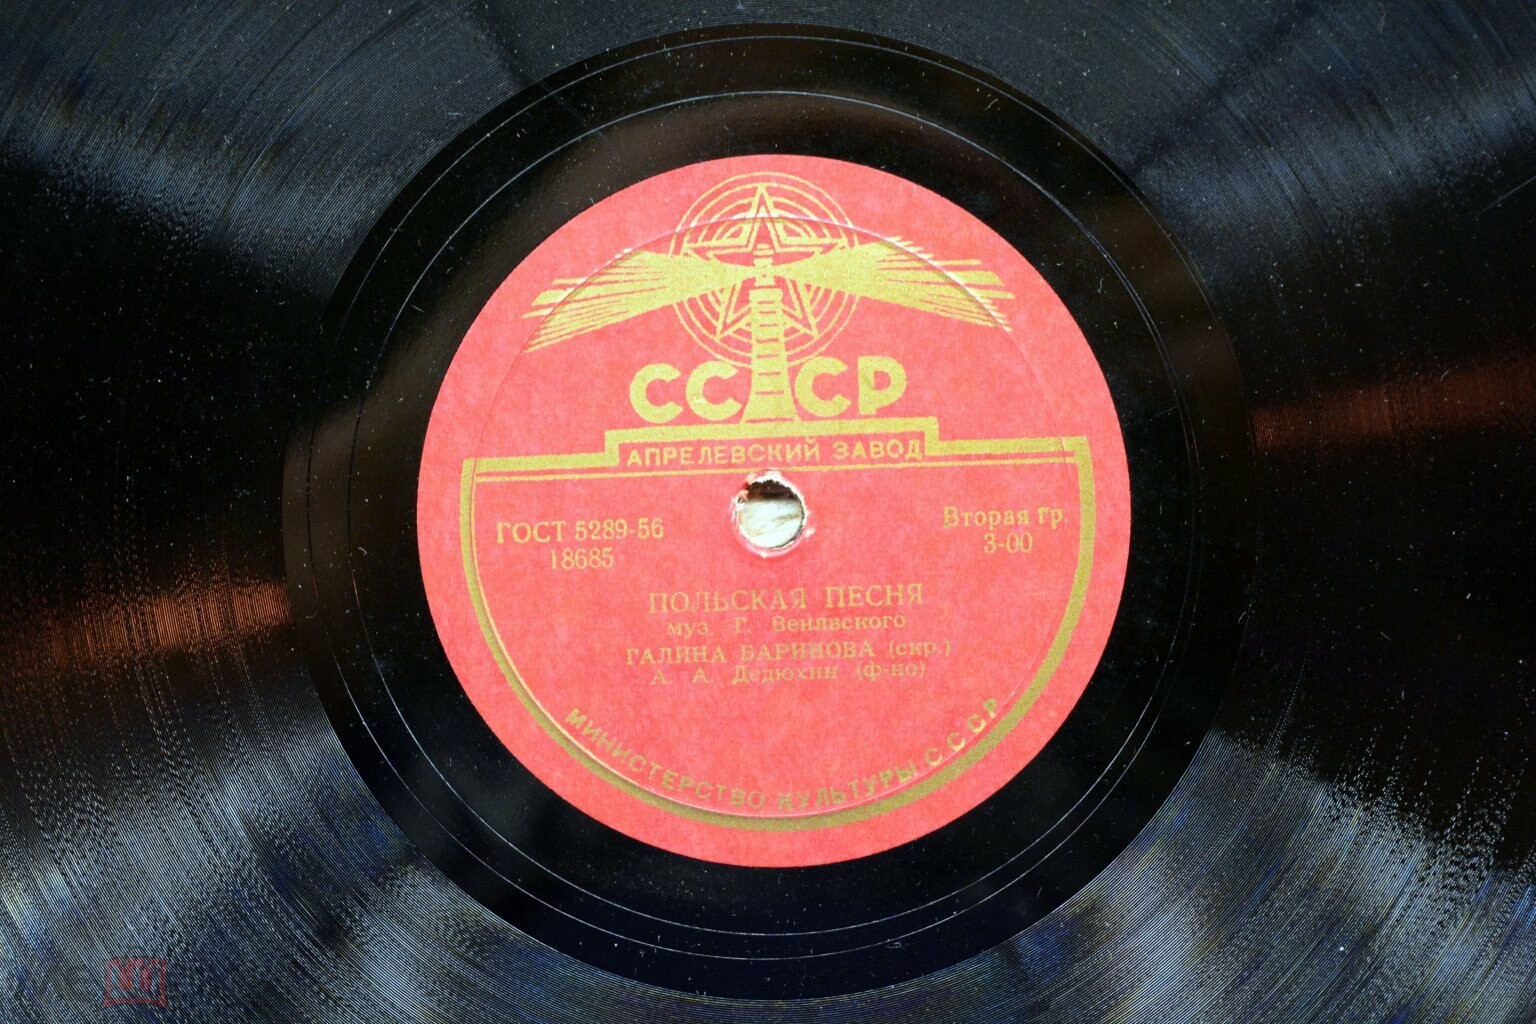 СССР
АПРЕЛЕВСКИЙ ЗАВОД
ГОСТ 5289-56
18685
Вторая гр.
3-00
ПОЛЬСКАЯ ПЕСНЯ
муз. Г. Венявского
ГАЛИНА БАРИНОВА (скр.)
А. А. Дедюхин (ф-но)
МИНИСТЕРСТВО КУЛЬТУРЫ СССР